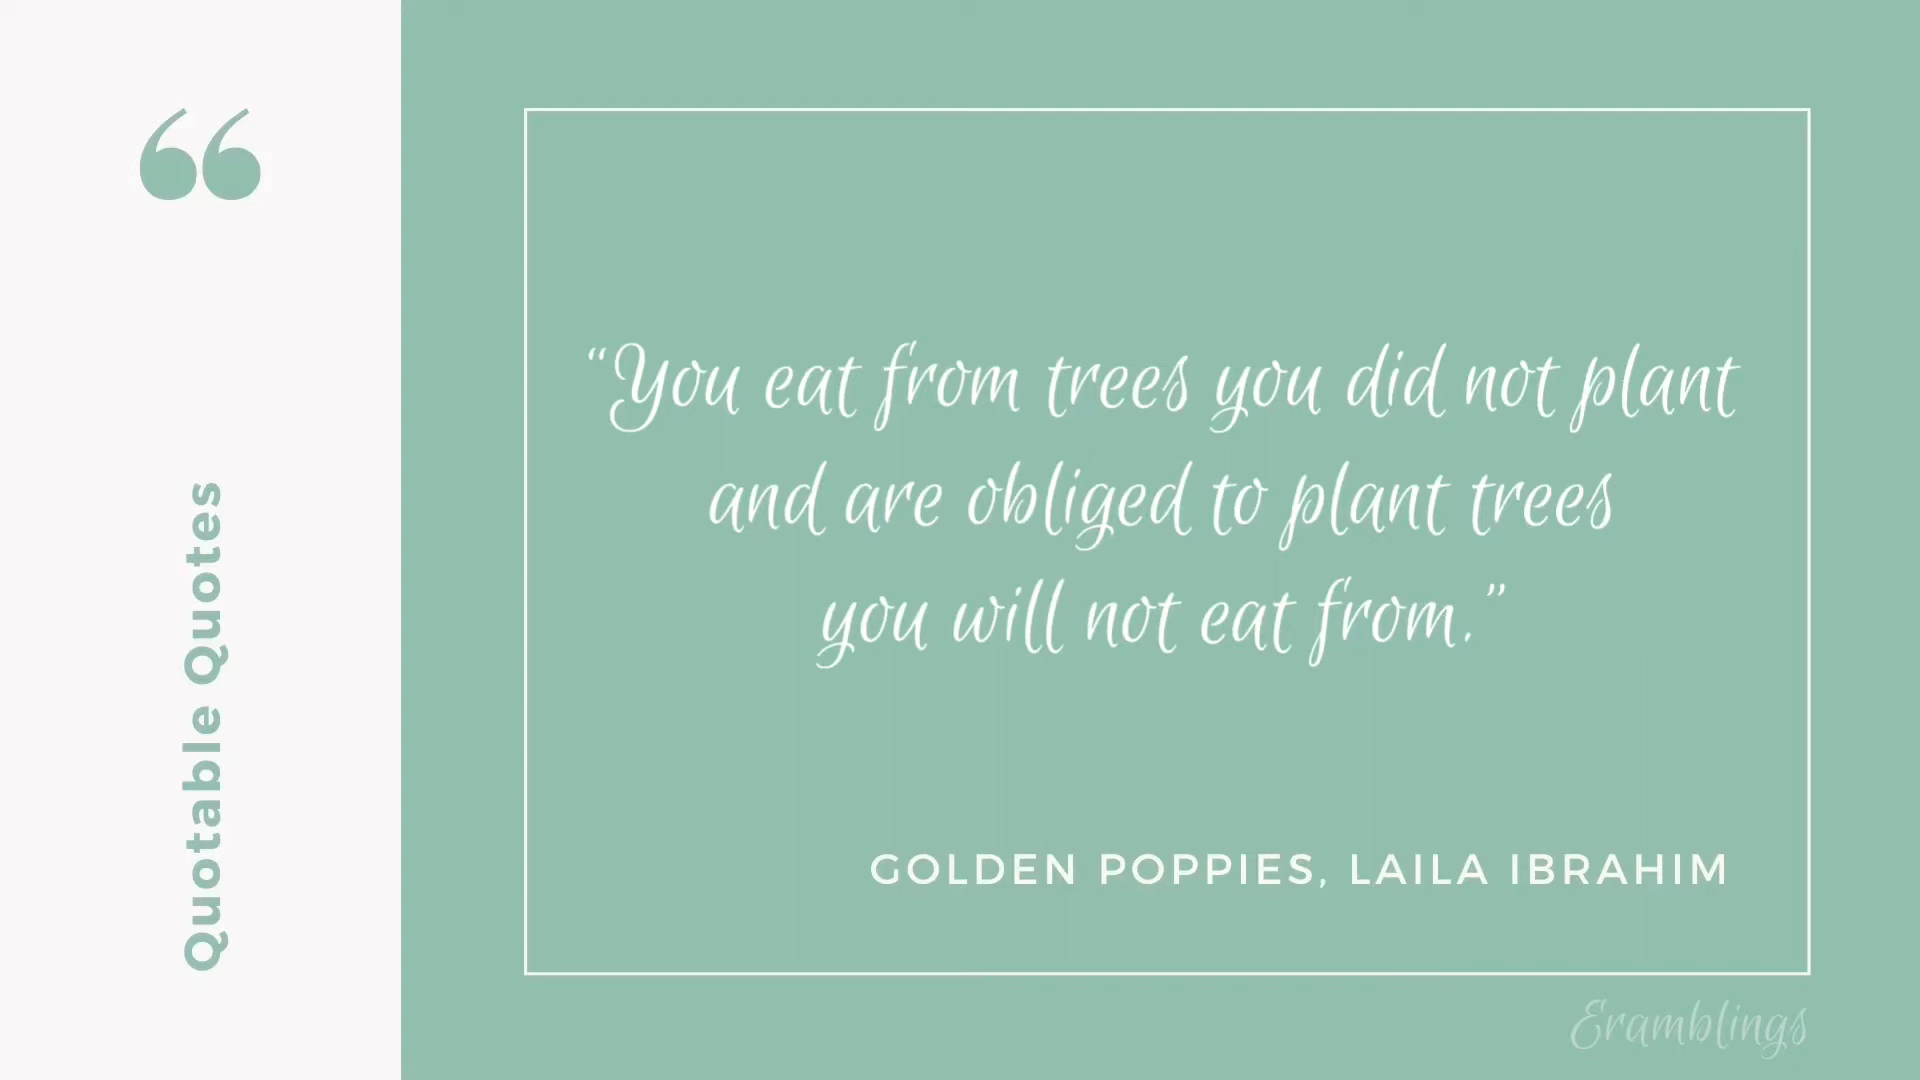 “
Quotable Quotes
“You eat from trees you did not plant
and are obliged to plant trees
you will not eat from.”
GOLDEN POPPIES, LAILA IBRAHIM
Eramblings